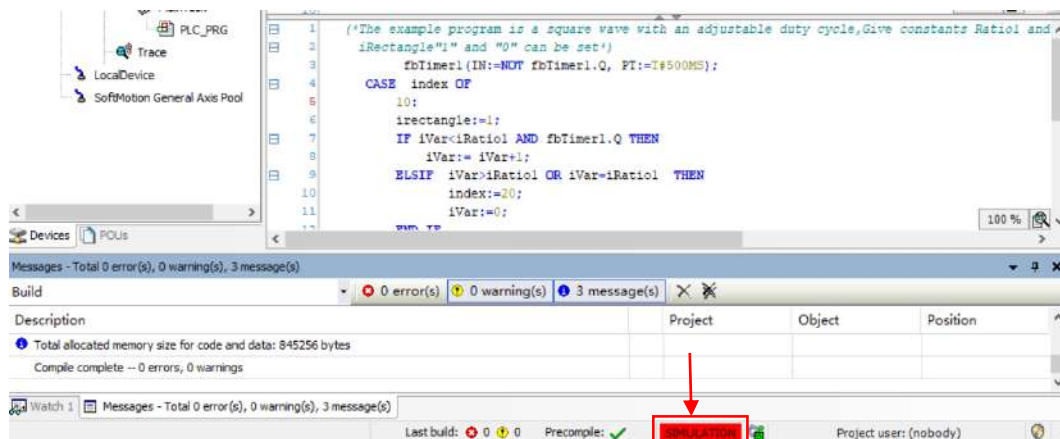 PLC_PRG
Trace
LocalDevice
SoftMotion General Axis Pool
1 (*The example program is a square wave with an adjustable duty cycle,Give constants Ratio1 and
2 iRectangle"1" and "0" can be set*)
3 fbTimer1(IN:=NOT fbTimer1.Q, PT:=T#500MS);
4 CASE index OF
5 10:
6 irectangle:=1;
7 IF iVar<iRatio1 AND fbTimer1.Q THEN
8 iVar:= iVar+1;
9 ELSIF iVar>iRatio1 OR iVar=iRatio1 THEN
10 index:=20;
11 iVar:=0;
100 %
Devices POUs
Messages - Total 0 error(s), 0 warning(s), 3 message(s)
Build 0 error(s) 0 warning(s) 3 message(s)
Description Project Object Position
Total allocated memory size for code and data: 845256 bytes
Compile complete -- 0 errors, 0 warnings
Watch 1 Messages - Total 0 error(s), 0 warning(s), 3 message(s)
Last build: 0 0 Precompile: SIMULATION Project user: (nobody)